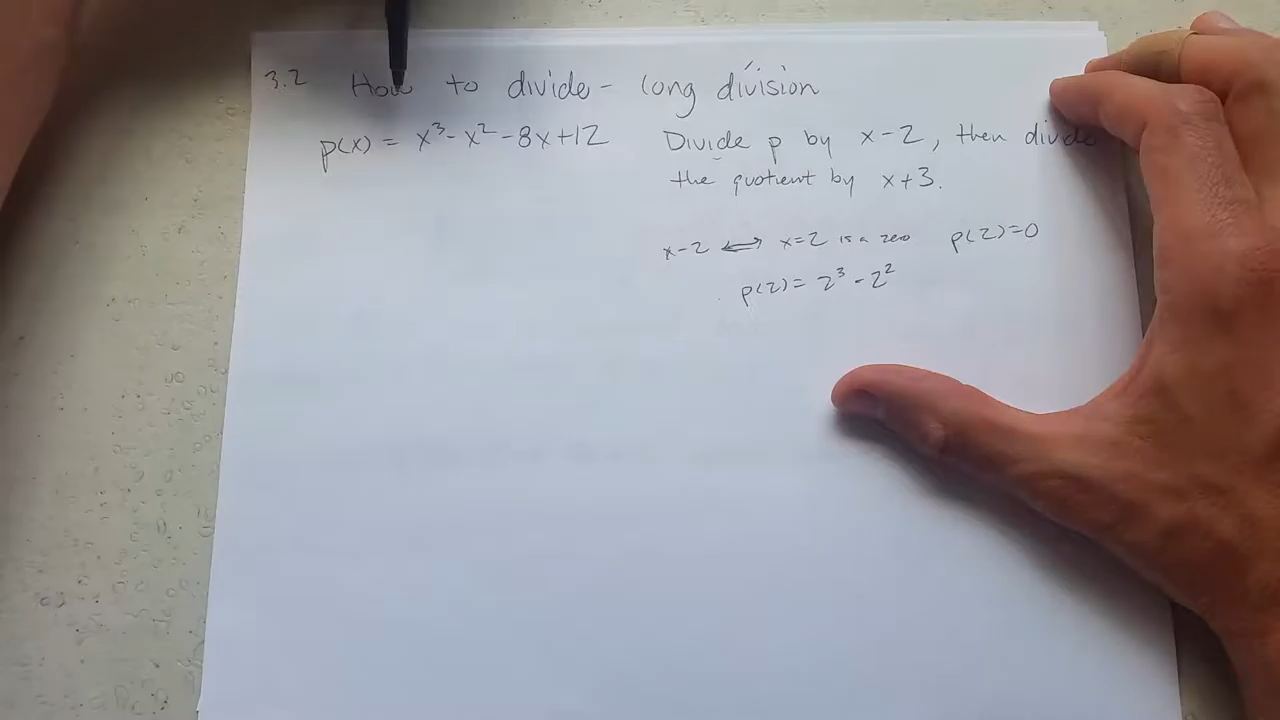 3.2 How to divide - long division
p(x) = x³ - x² - 8x + 12
Divide p by x - 2, then divide
the quotient by x + 3.
x - 2 ⟷ x = 2 is a zero p(2) = 0
p(2) = 2³ - 2²